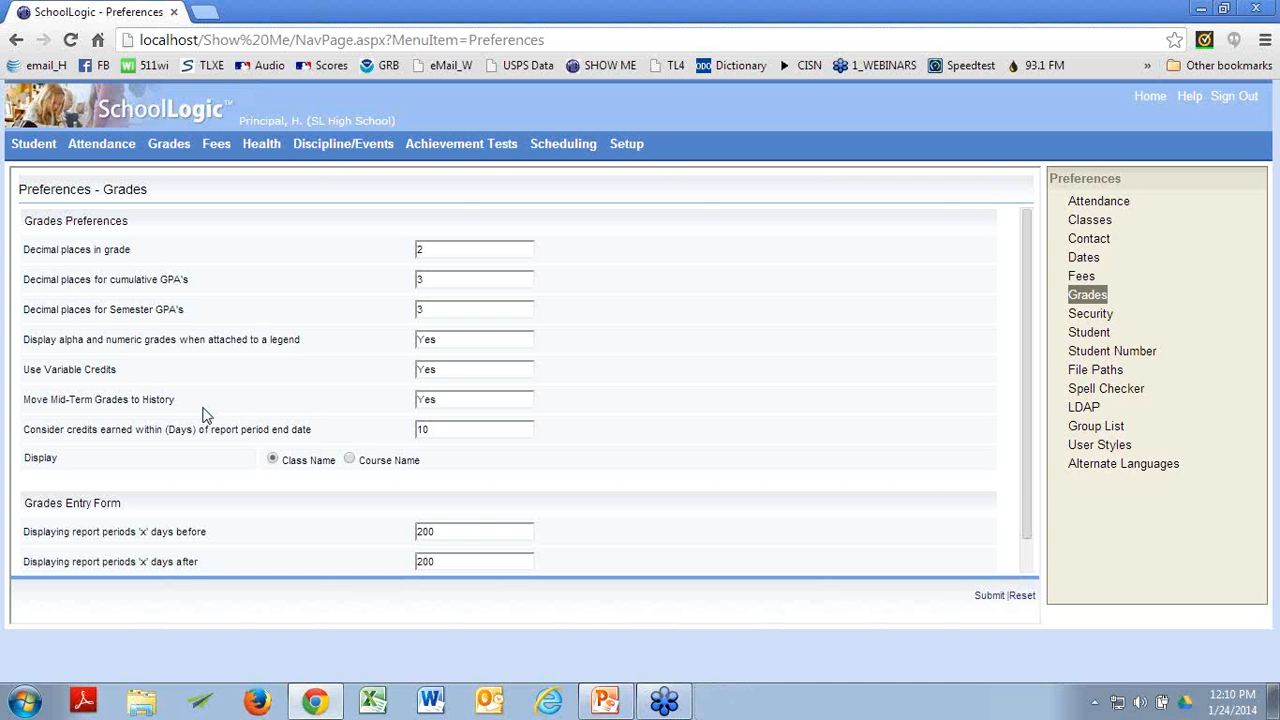 SchoolLogic - Preferences
localhost/Show%20Me/NavPage.aspx?MenuItem=Preferences
email_H FB 511wi TLXE Audio Scores GRB eMail_W USPS Data SHOW ME TL4 Dictionary CISN 1_WEBINARS Speedtest 93.1 FM » Other bookmarks
SchoolLogic™
Principal, H. (SL High School)
Home Help Sign Out
Student Attendance Grades Fees Health Discipline/Events Achievement Tests Scheduling Setup
Preferences - Grades
Grades Preferences
Decimal places in grade 2
Decimal places for cumulative GPA's 3
Decimal places for Semester GPA's 3
Display alpha and numeric grades when attached to a legend Yes
Use Variable Credits Yes
Move Mid-Term Grades to History Yes
Consider credits earned within (Days) of report period end date 10
Display Class Name Course Name
Grades Entry Form
Displaying report periods 'x' days before 200
Displaying report periods 'x' days after 200
Submit |Reset
Preferences
Attendance
Classes
Contact
Dates
Fees
Grades
Security
Student
Student Number
File Paths
Spell Checker
LDAP
Group List
User Styles
Alternate Languages
12:10 PM
1/24/2014